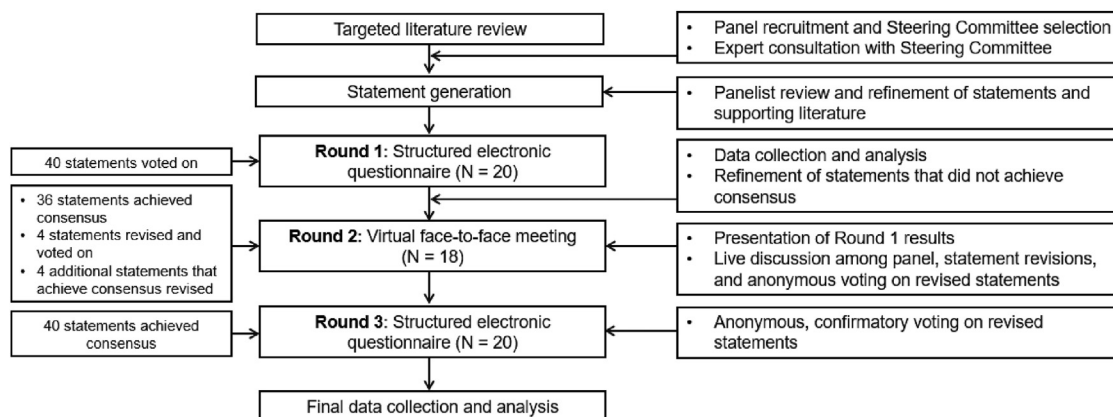 Targeted literature review
• Panel recruitment and Steering Committee selection
• Expert consultation with Steering Committee
Statement generation
• Panelist review and refinement of statements and
supporting literature
40 statements voted on
Round 1: Structured electronic
questionnaire (N = 20)
• Data collection and analysis
• Refinement of statements that did not achieve
consensus
• 36 statements achieved
consensus
• 4 statements revised and
voted on
• 4 additional statements that
achieve consensus revised
Round 2: Virtual face-to-face meeting
(N = 18)
• Presentation of Round 1 results
• Live discussion among panel, statement revisions,
and anonymous voting on revised statements
40 statements achieved
consensus
Round 3: Structured electronic
questionnaire (N = 20)
• Anonymous, confirmatory voting on revised
statements
Final data collection and analysis